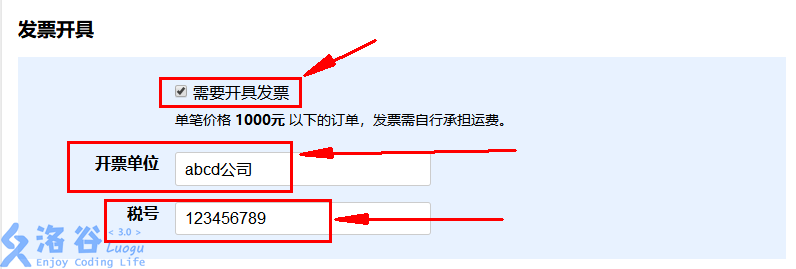 发票开具
需要开具发票
单笔价格 1000元 以下的订单，发票需自行承担运费。
开票单位 abcd公司
税号 123456789
洛谷 < 3.0 > Luogu
Enjoy Coding Life